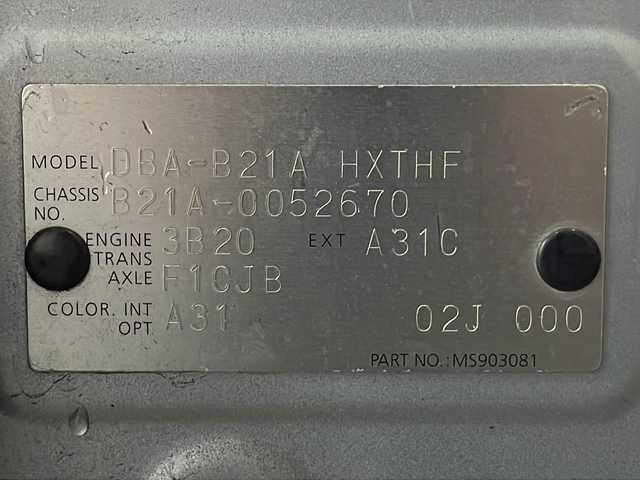 MODEL DBA-B21A HXTHF
CHASSIS NO. B21A-0052670
ENGINE 3B20 EXT A31C
TRANS AXLE F1CJB
COLOR. INT OPT A31 02J 000
PART NO.:MS903081